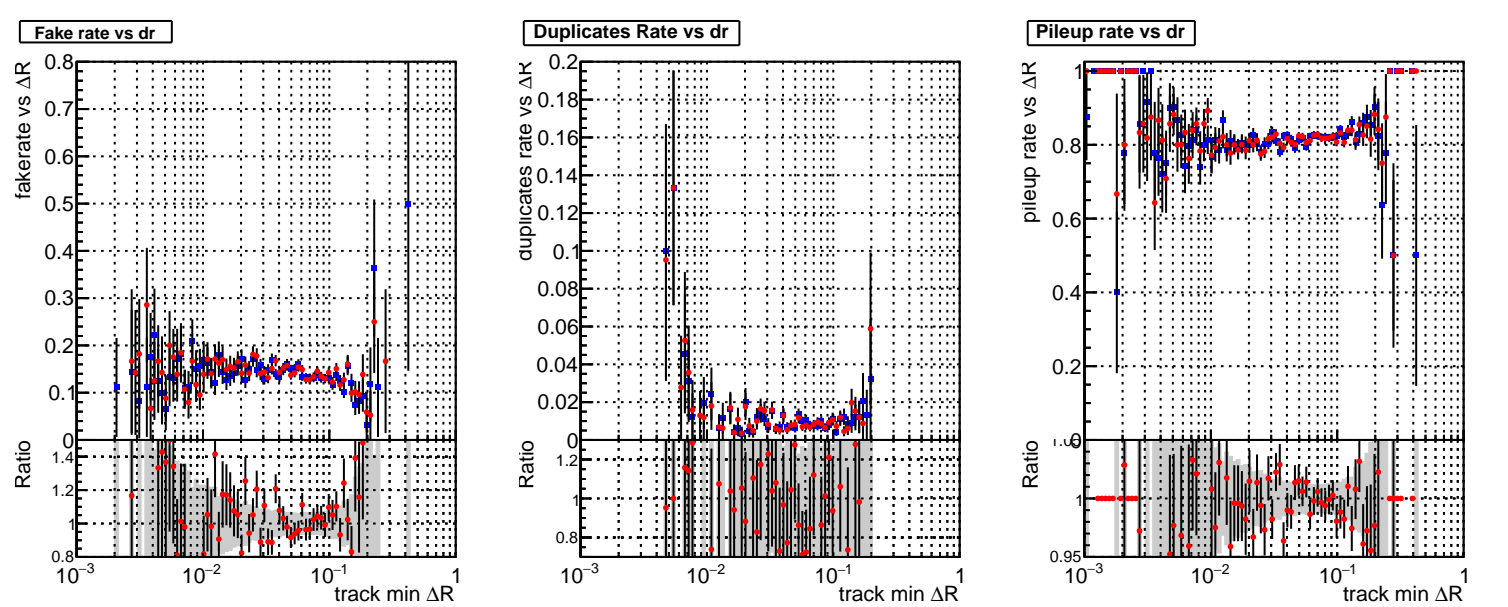 Fake rate vs dr
fakerate vs ΔR
0.8
0.7
0.6
0.5
0.4
0.3
0.2
0.1
0
Ratio
1.4
1.2
1
0.8
10⁻³ 10⁻² 10⁻¹ 1
track min ΔR
Duplicates Rate vs dr
duplicates rate vs ΔR
0.2
0.18
0.16
0.14
0.12
0.1
0.08
0.06
0.04
0.02
0
Ratio
1.2
1
0.8
10⁻³ 10⁻² 10⁻¹ 1
track min ΔR
Pileup rate vs dr
pileup rate vs ΔR
1
0.8
0.6
0.4
0.2
0
Ratio
1
0.95
10⁻³ 10⁻² 10⁻¹ 1
track min ΔR